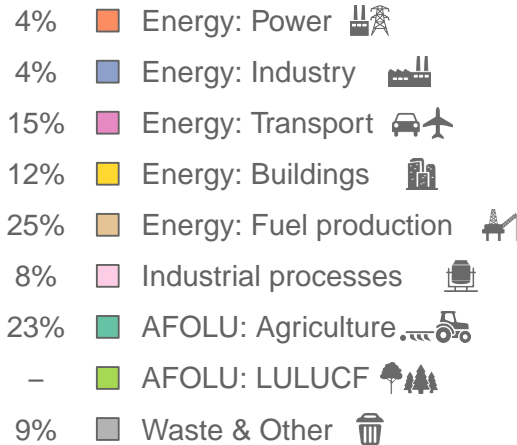 4% Energy: Power
4% Energy: Industry
15% Energy: Transport
12% Energy: Buildings
25% Energy: Fuel production
8% Industrial processes
23% AFOLU: Agriculture
– AFOLU: LULUCF
9% Waste & Other